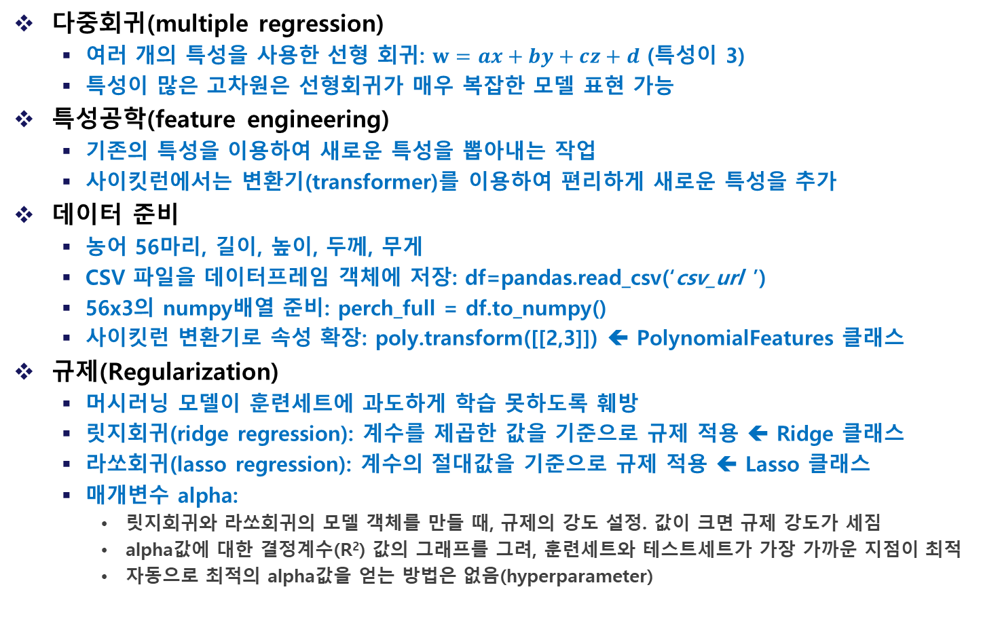 ❖ 다중회귀(multiple regression)
▪ 여러 개의 특성을 사용한 선형 회귀: w = ax + by + cz + d (특성이 3)
▪ 특성이 많은 고차원은 선형회귀가 매우 복잡한 모델 표현 가능
❖ 특성공학(feature engineering)
▪ 기존의 특성을 이용하여 새로운 특성을 뽑아내는 작업
▪ 사이킷런에서는 변환기(transformer)를 이용하여 편리하게 새로운 특성을 추가
❖ 데이터 준비
▪ 농어 56마리, 길이, 높이, 두께, 무게
▪ CSV 파일을 데이터프레임 객체에 저장: df=pandas.read_csv(‘csv_url ’)
▪ 56x3의 numpy배열 준비: perch_full = df.to_numpy()
▪ 사이킷런 변환기로 속성 확장: poly.transform([[2,3]]) 🡸 PolynomialFeatures 클래스
❖ 규제(Regularization)
▪ 머시러닝 모델이 훈련세트에 과도하게 학습 못하도록 훼방
▪ 릿지회귀(ridge regression): 계수를 제곱한 값을 기준으로 규제 적용 🡸 Ridge 클래스
▪ 라쏘회귀(lasso regression): 계수의 절대값을 기준으로 규제 적용 🡸 Lasso 클래스
▪ 매개변수 alpha:
• 릿지회귀와 라쏘회귀의 모델 객체를 만들 때, 규제의 강도 설정. 값이 크면 규제 강도가 세짐
• alpha값에 대한 결정계수(R²) 값의 그래프를 그려, 훈련세트와 테스트세트가 가장 가까운 지점이 최적
• 자동으로 최적의 alpha값을 얻는 방법은 없음(hyperparameter)